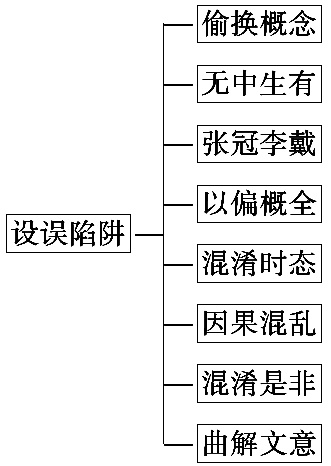 设误陷阱
偷换概念
无中生有
张冠李戴
以偏概全
混淆时态
因果混乱
混淆是非
曲解文意